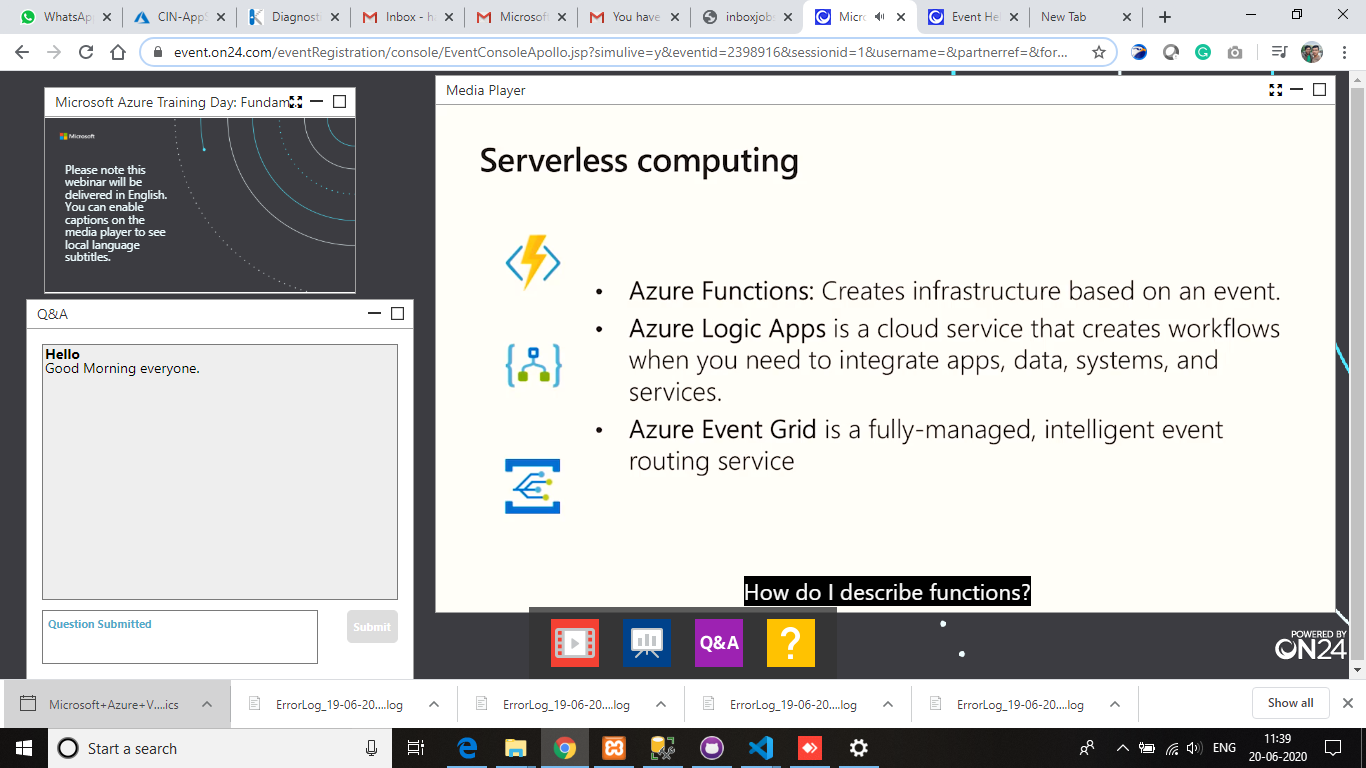 WhatsApp
CIN-AppS
Diagnost
Inbox - ha
Microsoft
You have
inboxjobs
Micro
Event Hel
New Tab
event.on24.com/eventRegistration/console/EventConsoleApollo.jsp?simulive=y&eventid=2398916&sessionid=1&username=&partnerref=&for...
Microsoft Azure Training Day: Fundam
Microsoft
Please note this
webinar will be
delivered in English.
You can enable
captions on the
media player to see
local language
subtitles.
Q&A
Hello
Good Morning everyone.
Question Submitted
Submit
Media Player
Serverless computing
• Azure Functions: Creates infrastructure based on an event.
• Azure Logic Apps is a cloud service that creates workflows
when you need to integrate apps, data, systems, and
services.
• Azure Event Grid is a fully-managed, intelligent event
routing service
How do I describe functions?
Q&A
?
POWERED BY
ON24
Microsoft+Azure+V....ics
ErrorLog_19-06-20....log
ErrorLog_19-06-20....log
ErrorLog_19-06-20....log
ErrorLog_19-06-20....log
Show all
Start a search
ENG
11:39
20-06-2020